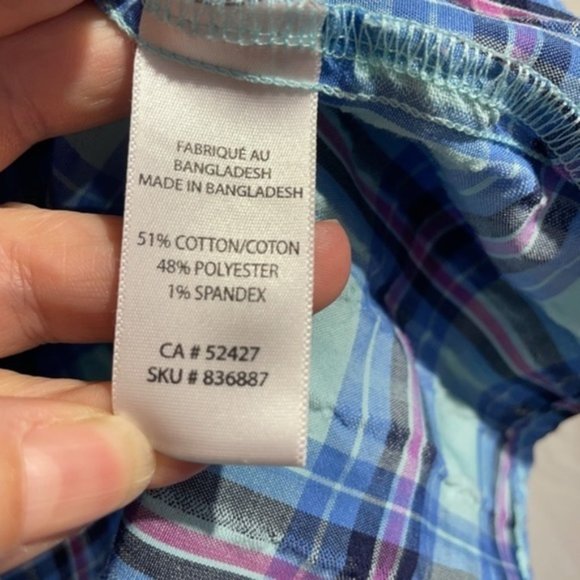 FABRIQUÉ AU
BANGLADESH
MADE IN BANGLADESH
51% COTTON/COTON
48% POLYESTER
1% SPANDEX
CA # 52427
SKU # 836887